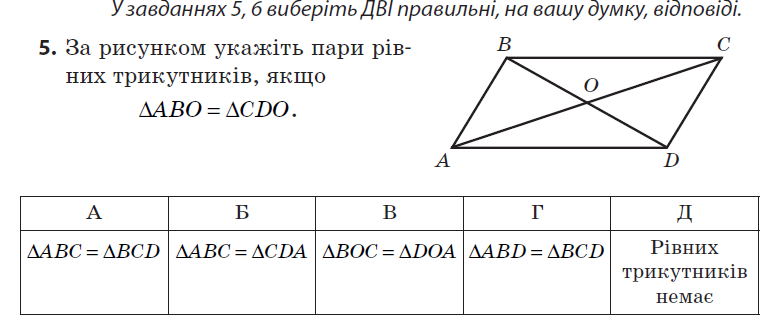 У завданнях 5, 6 виберіть ДВІ правильні, на вашу думку, відповіді.
5. За рисунком укажіть пари рів-
них трикутників, якщо
ΔABO = ΔCDO.
B C
O
A D
А Б В Г Д
ΔABC = ΔBCD ΔABC = ΔCDA ΔBOC = ΔDOA ΔABD = ΔBCD Рівних
трикутників
немає